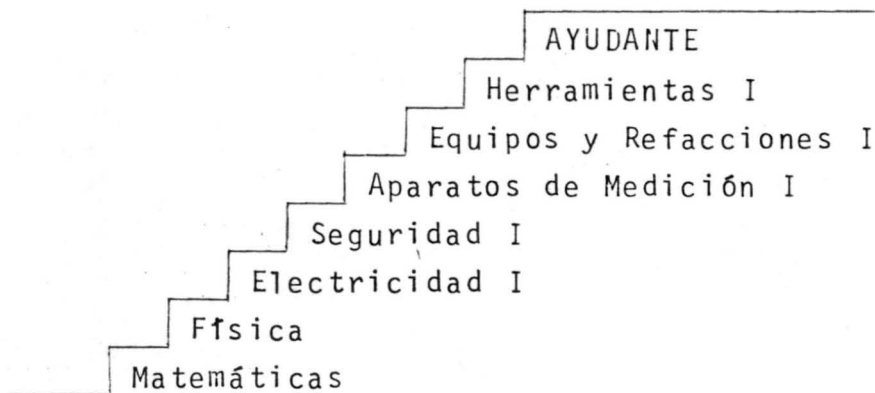 AYUDANTE
Herramientas I
Equipos y Refacciones I
Aparatos de Medición I
Seguridad I
Electricidad I
Física
Matemáticas